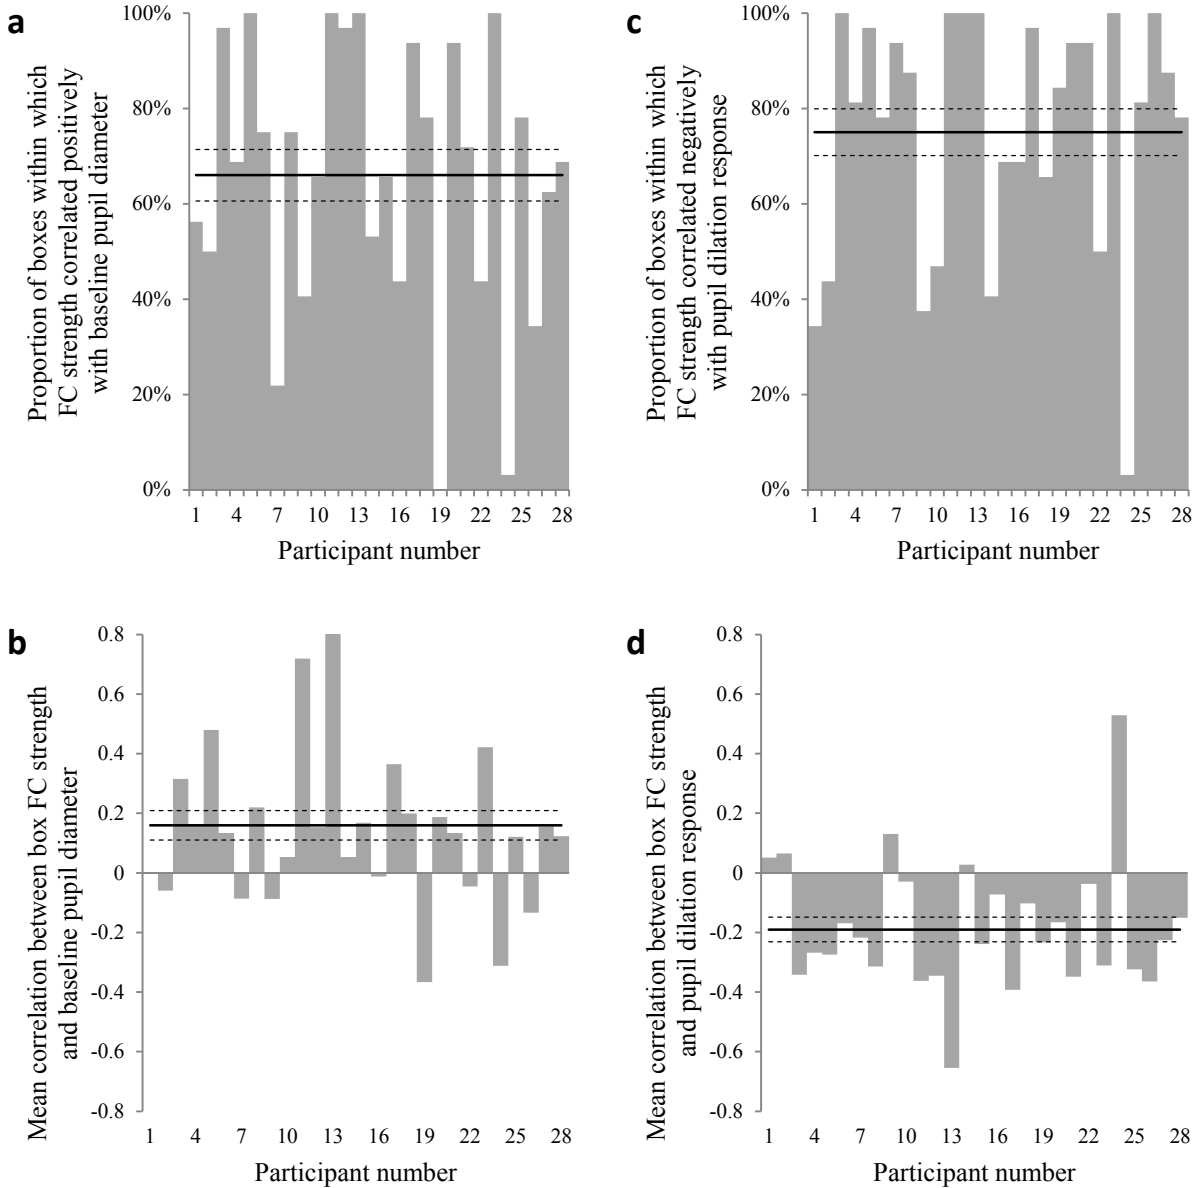 a
Proportion of boxes within which
FC strength correlated positively
with baseline pupil diameter
100%
80%
60%
40%
20%
0%
1 4 7 10 13 16 19 22 25 28
Participant number
c
Proportion of boxes within which
FC strength correlated negatively
with pupil dilation response
100%
80%
60%
40%
20%
0%
1 4 7 10 13 16 19 22 25 28
Participant number
b
Mean correlation between box FC strength
and baseline pupil diameter
0.8
0.6
0.4
0.2
0
-0.2
-0.4
-0.6
-0.8
1 4 7 10 13 16 19 22 25 28
Participant number
d
Mean correlation between box FC strength
and pupil dilation response
0.8
0.6
0.4
0.2
0
-0.2
-0.4
-0.6
-0.8
1 4 7 10 13 16 19 22 25 28
Participant number